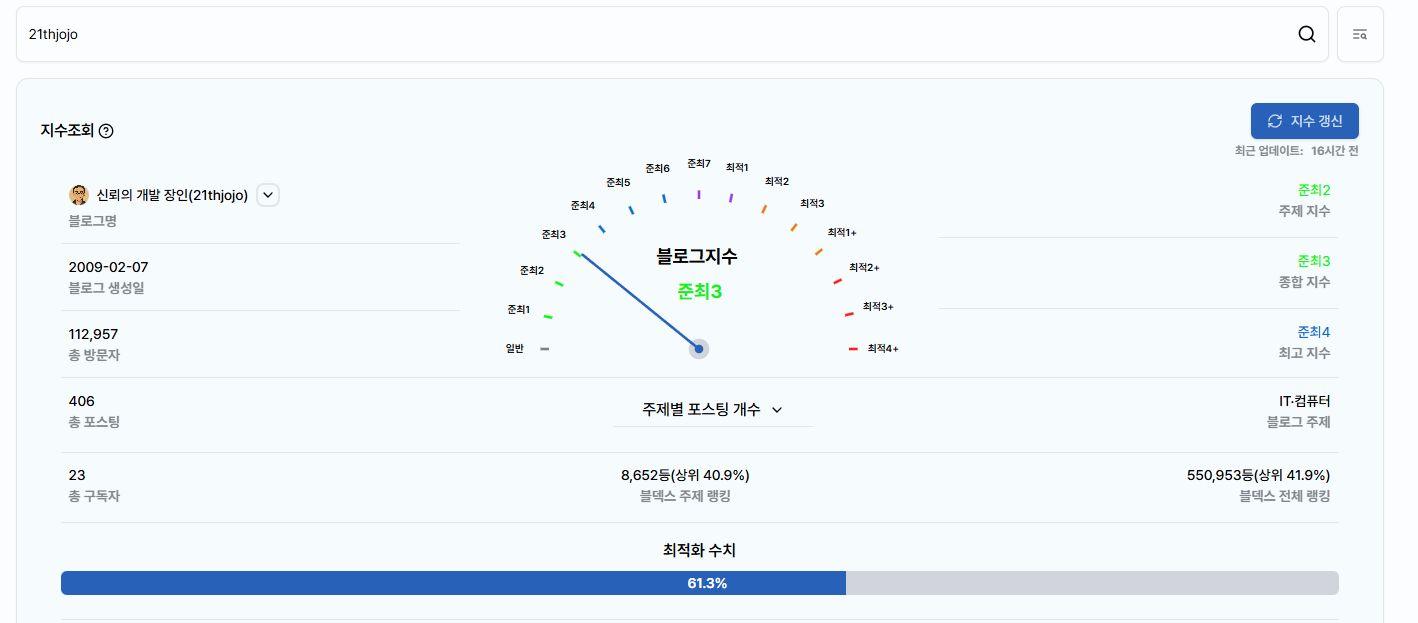 21thjojo
지수조회
지수 갱신
최근 업데이트: 16시간 전
신뢰의 개발 장인(21thjojo)
블로그명
2009-02-07
블로그 생성일
112,957
총 방문자
일반
준최1
준최2
준최3
준최4
준최5
준최6
준최7
최적1
최적2
최적3
최적1+
최적2+
최적3+
최적4+
블로그지수
준최3
준최2
주제 지수
준최3
종합 지수
준최4
최고 지수
406
총 포스팅
주제별 포스팅 개수
IT·컴퓨터
블로그 주제
23
총 구독자
8,652등(상위 40.9%)
블덱스 주제 랭킹
550,953등(상위 41.9%)
블덱스 전체 랭킹
최적화 수치
61.3%